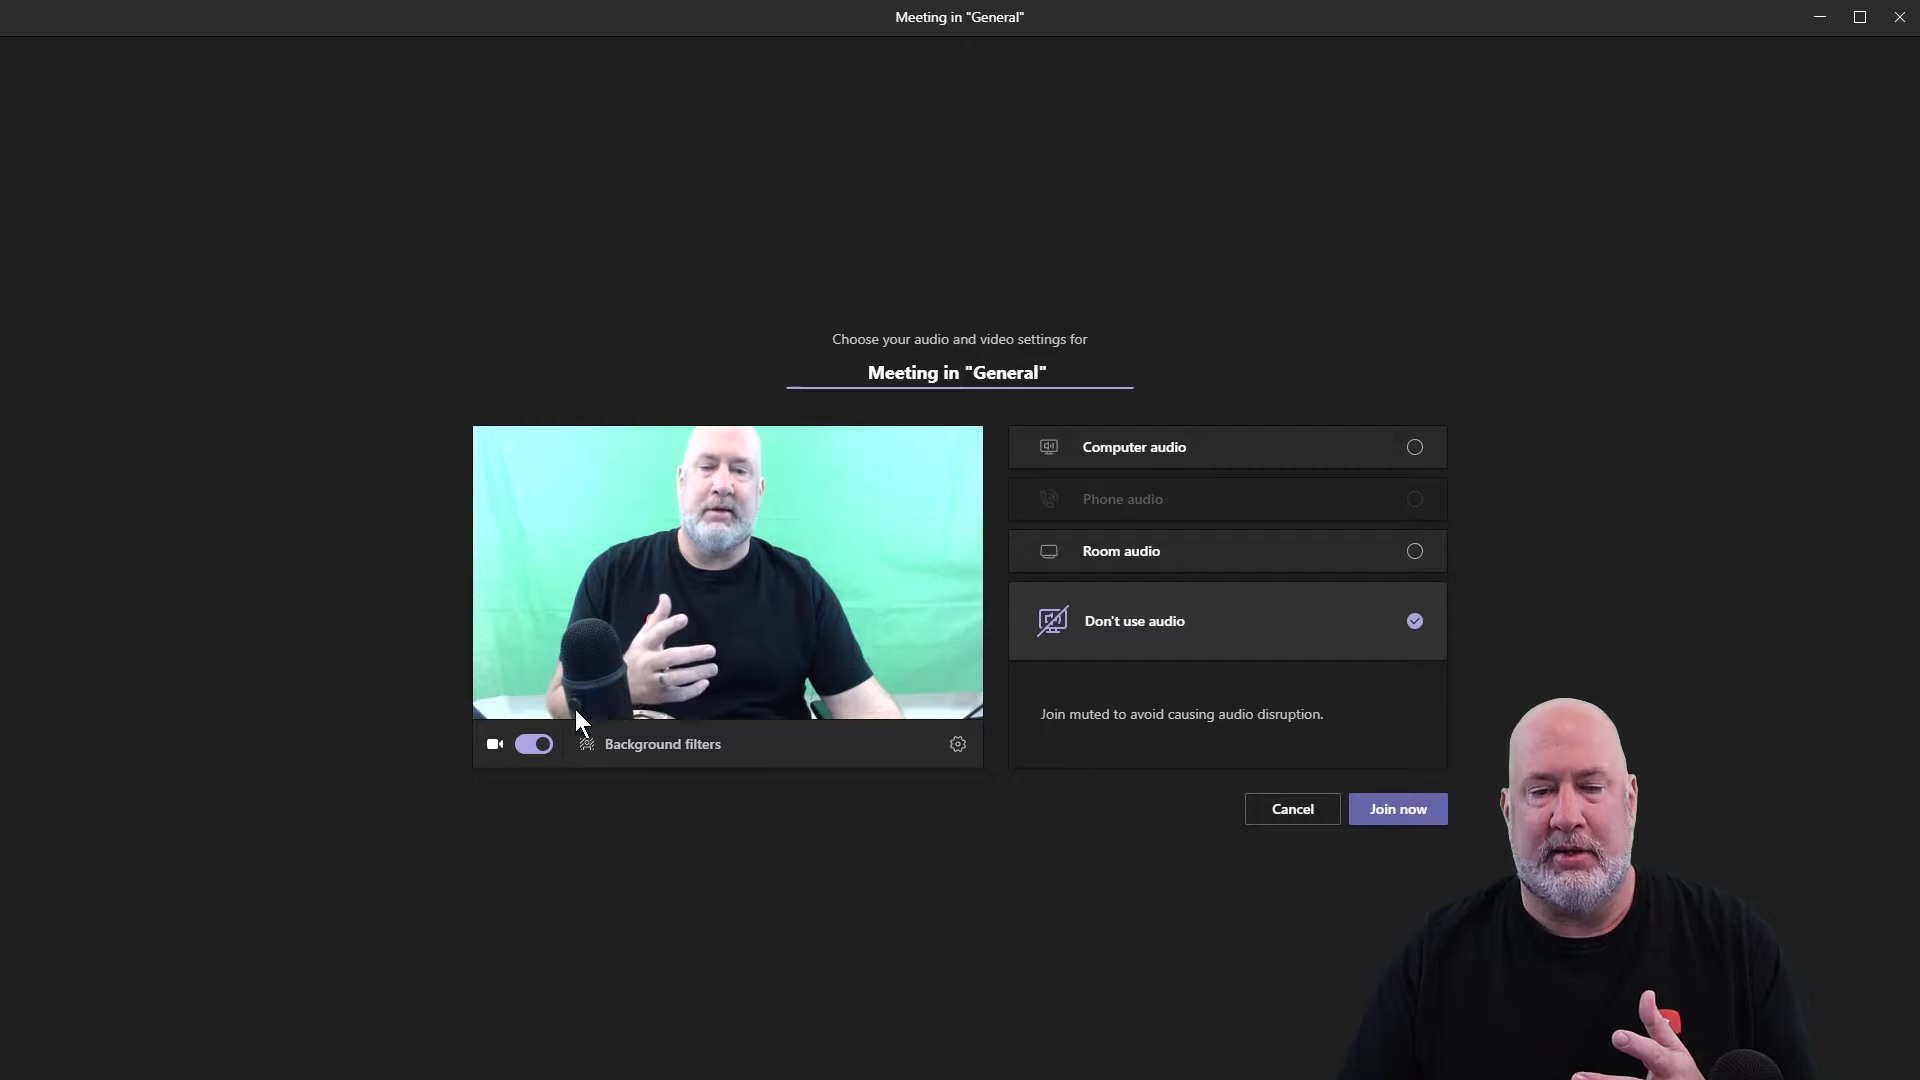 Meeting in "General"
Choose your audio and video settings for
Meeting in "General"
Computer audio
Phone audio
Room audio
Don't use audio
Join muted to avoid causing audio disruption.
Background filters
Cancel
Join now